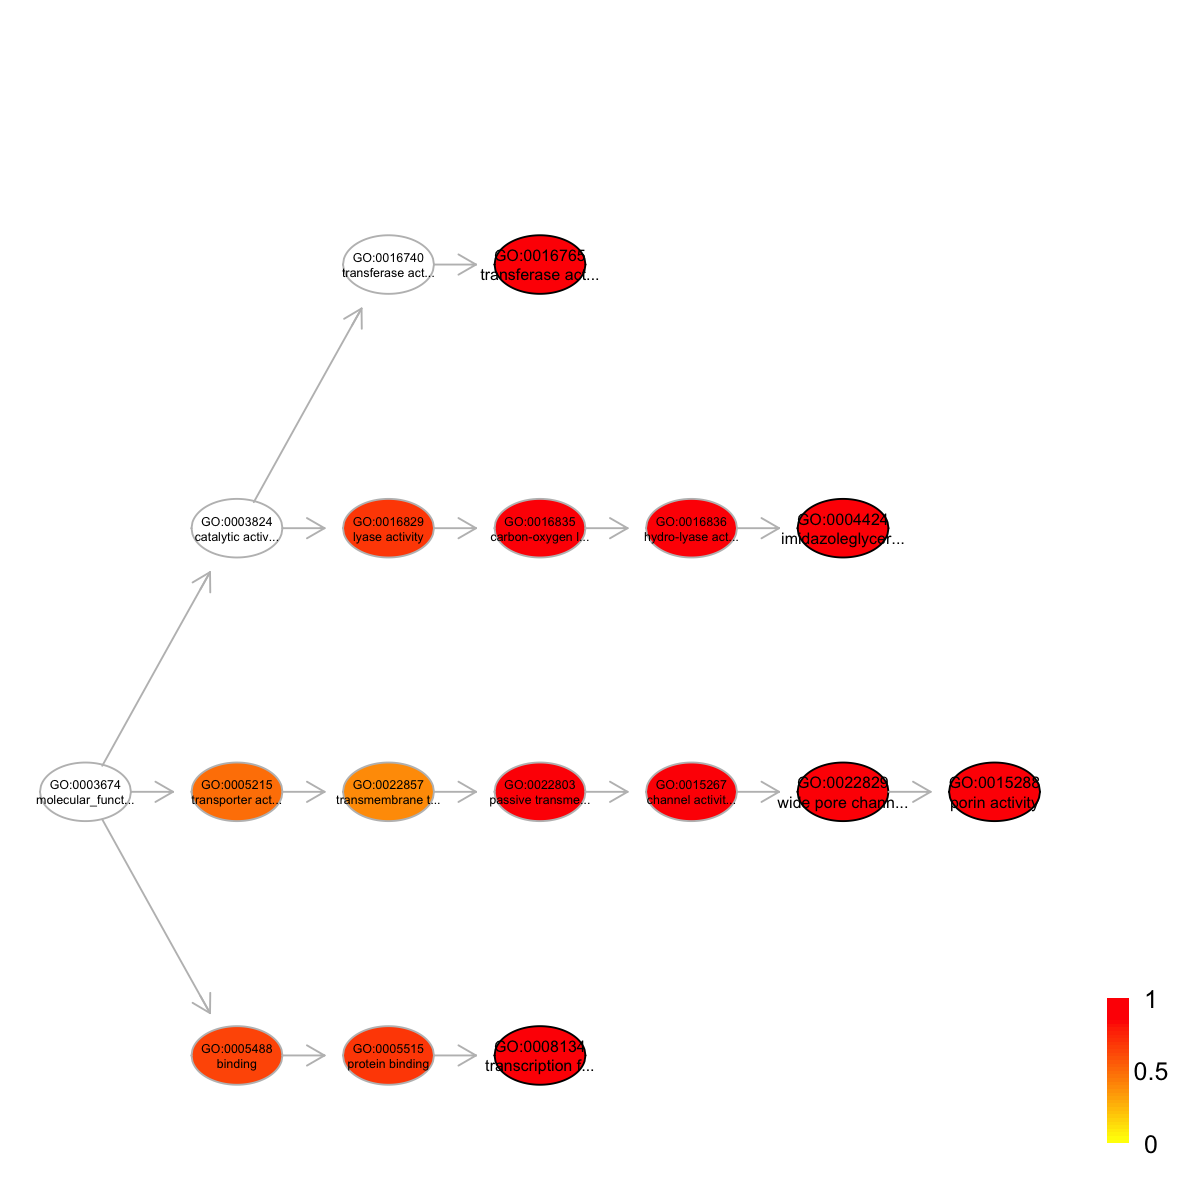 GO:0016740
transferase act...
GO:0016765
transferase act...
GO:0003824
catalytic activ...
GO:0016829
lyase activity
GO:0016835
carbon-oxygen l...
GO:0016836
hydro-lyase act...
GO:0004424
imidazoleglycer...
GO:0003674
molecular_funct...
GO:0005215
transporter act...
GO:0022857
transmembrane t...
GO:0022803
passive transme...
GO:0015267
channel activit...
GO:0022829
wide pore chann...
GO:0015288
porin activity
GO:0005488
binding
GO:0005515
protein binding
GO:0008134
transcription f...
1
0.5
0